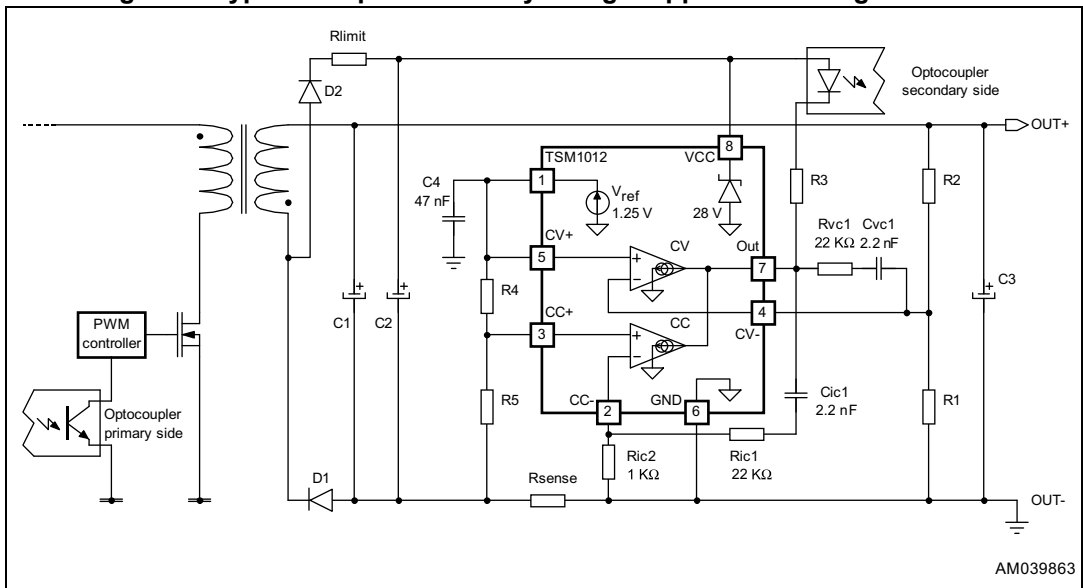 Rlimit
D2
Optocoupler
secondary side
OUT+
TSM1012
VCC
8
C4
47 nF
1
Vref
1.25 V
28 V
R3
R2
Rvc1
22 KΩ
Cvc1
2.2 nF
CV+
5
CV
Out
7
C3
R4
CC+
3
CC
4
CV-
PWM
controller
C1
C2
R5
CC-
2
GND
6
Cic1
2.2 nF
R1
Optocoupler
primary side
D1
Ric2
1 KΩ
Ric1
22 KΩ
Rsense
OUT-
AM039863